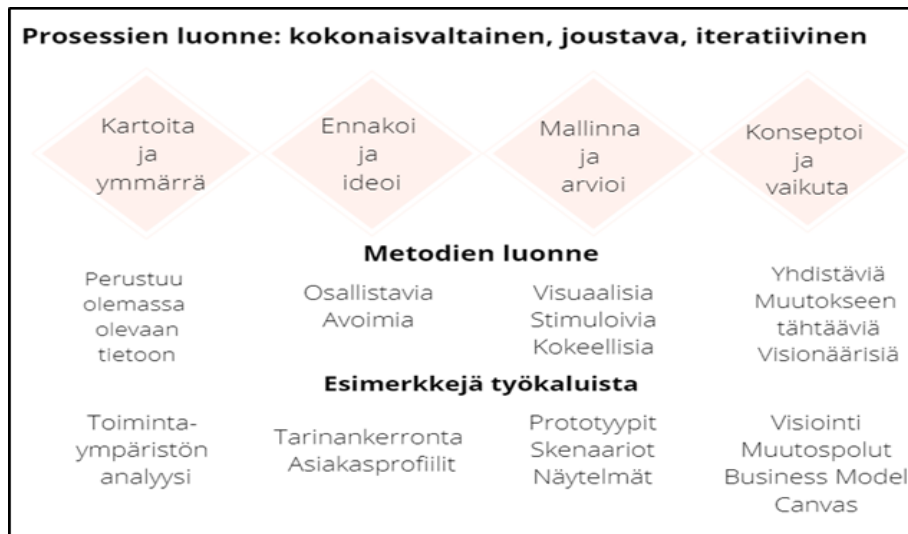 Prosessien luonne: kokonaisvaltainen, joustava, iteratiivinen
Kartoita
ja
ymmärrä
Ennakoi
ja
ideoi
Mallinna
ja
arvioi
Konseptoi
ja
vaikuta
Metodien luonne
Perustuu
olemassa
olevaan
tietoon
Osallistavia
Avoimia
Visuaalisia
Stimuloivia
Kokeellisia
Yhdistäviä
Muutokseen
tähtääviä
Visionäärisiä
Esimerkkejä työkaluista
Toiminta-
ympäristön
analyysi
Tarinankerronta
Asiakasprofiilit
Prototyypit
Skenaariot
Näytelmät
Visiointi
Muutospolut
Business Model
Canvas